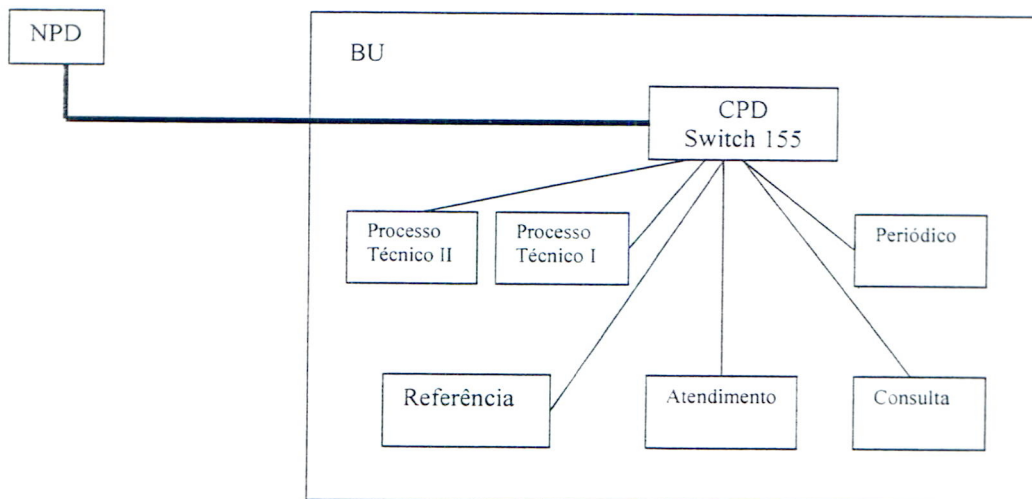 NPD
BU
CPD
Switch 155
Processo
Técnico II
Processo
Técnico I
Periódico
Referência
Atendimento
Consulta